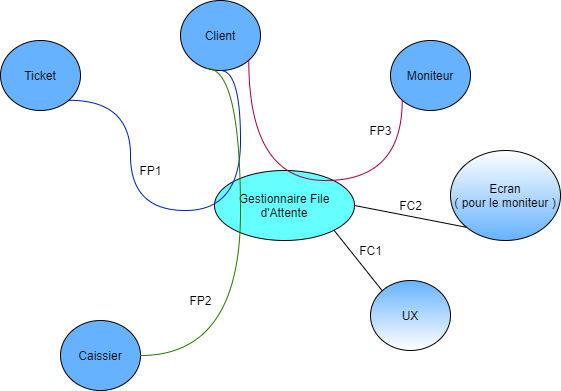 Client
Ticket
Moniteur
FP3
FP1
Gestionnaire File
d'Attente
Ecran
( pour le moniteur )
FC2
FC1
FP2
UX
Caissier